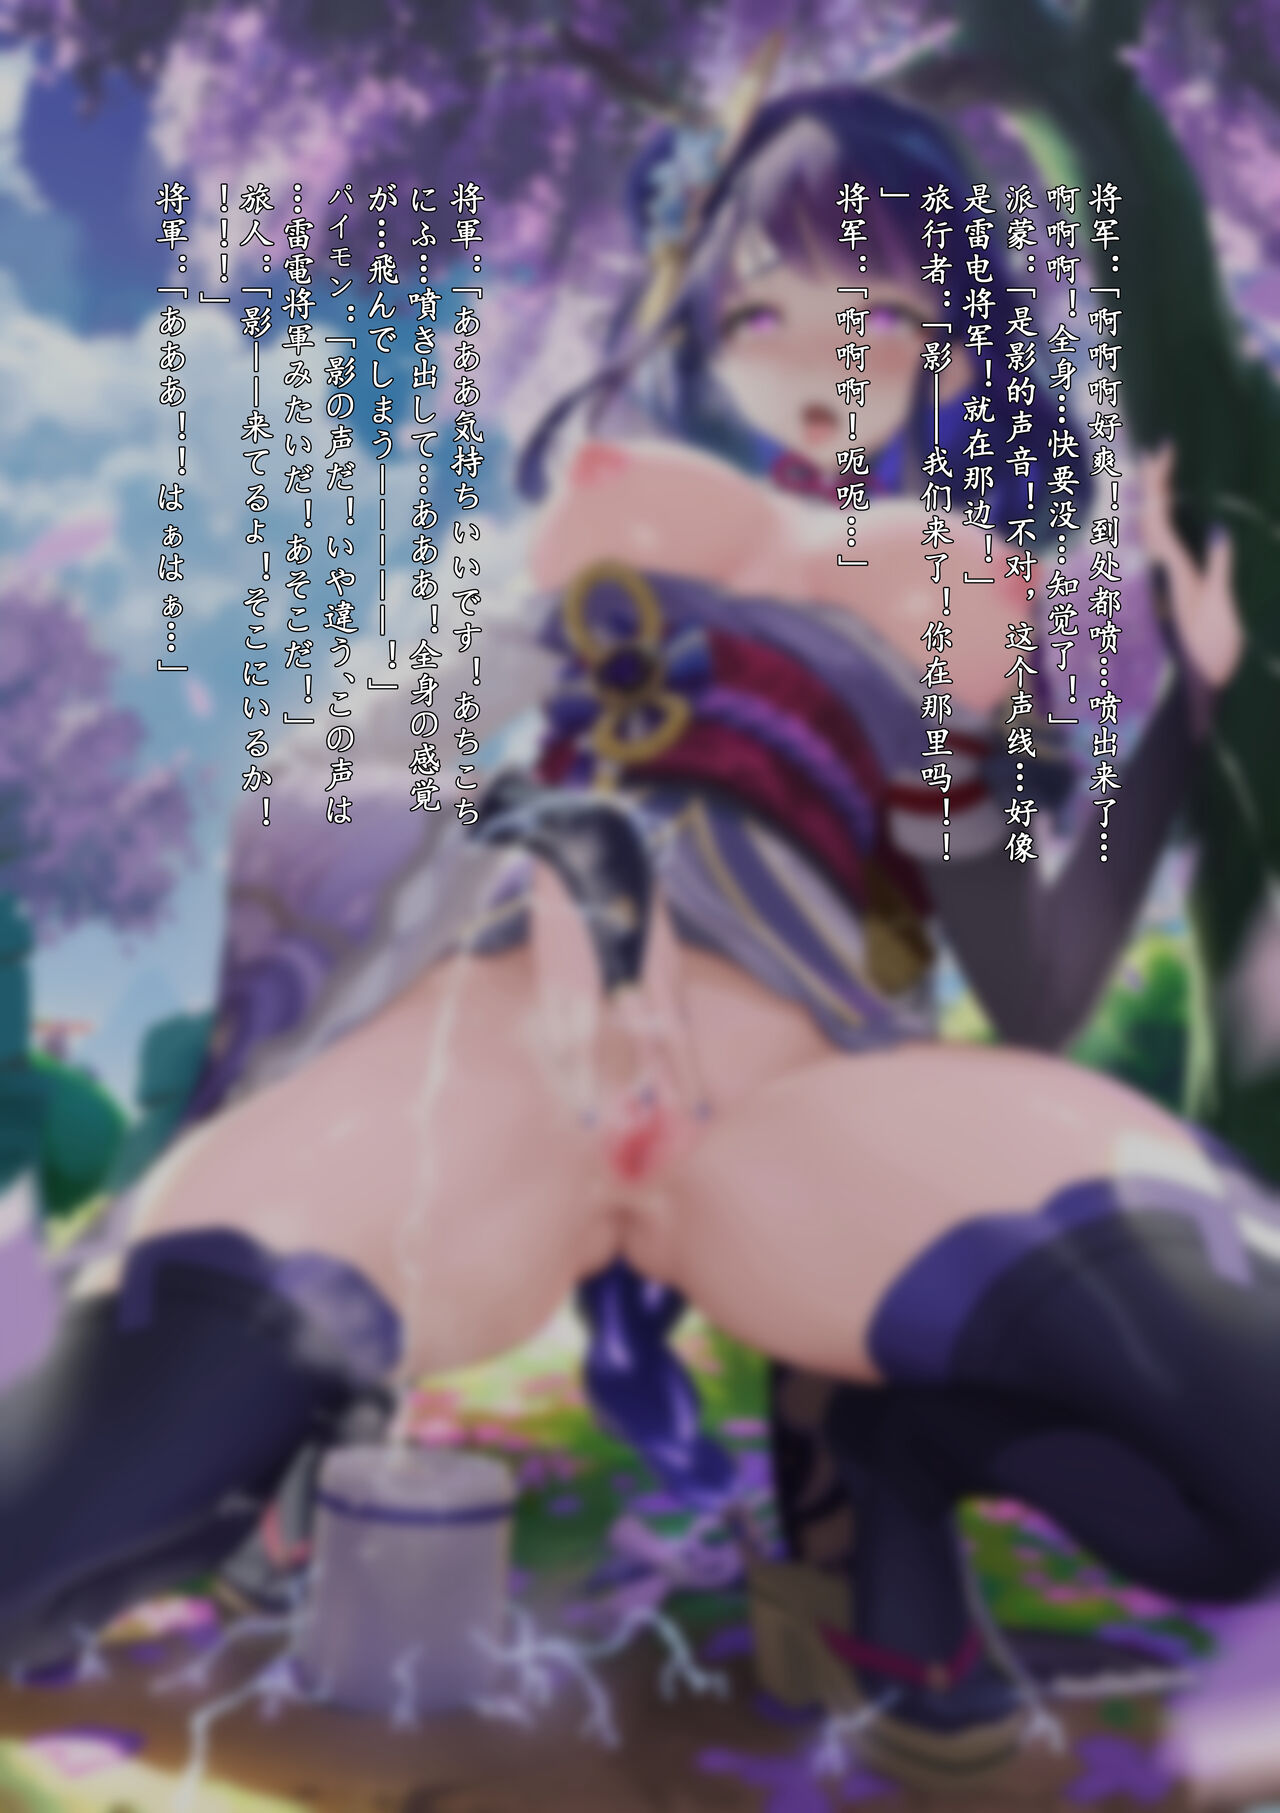 将军：「啊啊啊好爽！到处都喷…喷出来了…
啊啊啊！全身…快要没…知觉了！」
派蒙：「是影的声音！不对，这个声线…好像
是雷电将军！就在那边！」
旅行者：「影——我们来了！你在那里吗！！
」
将军：「啊啊啊！呃呃…」
将軍：「あああ気持ちいいです！あちこち
にふ…噴き出して…あああ！全身の感覚
が…飛んでしまう————！」
パイモン：「影の声だ！いや違う、この声は
…雷電将軍みたいだ！あそこだ！」
旅人：「影——来てるよ！そこにいるか！
！！！」
将軍：「あああ！！はぁはぁ…」